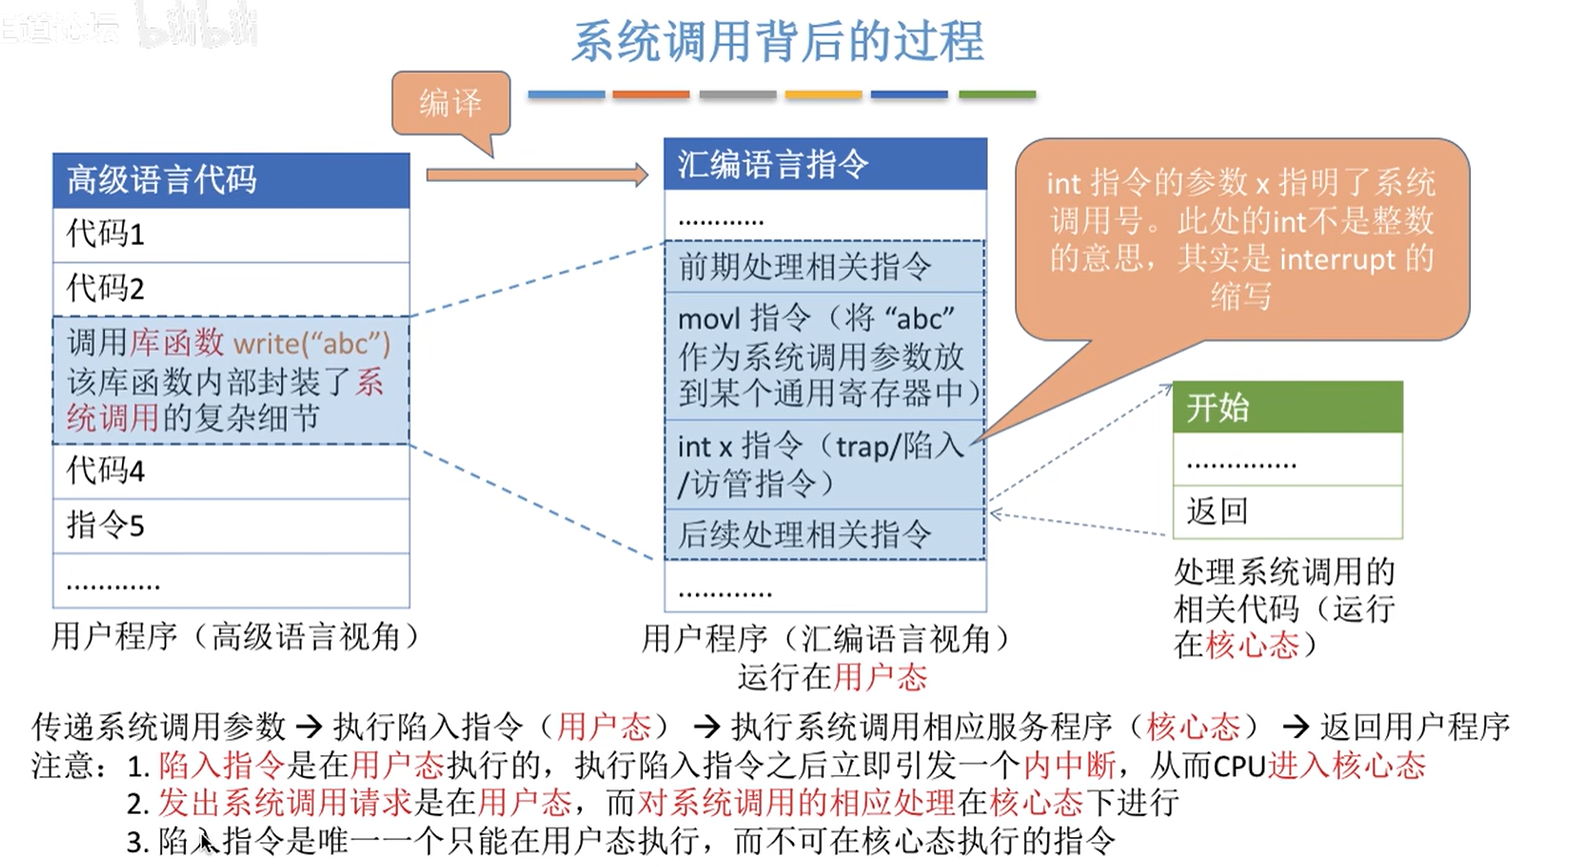 bilibili
系统调用背后的过程
编译
高级语言代码
代码1
代码2
调用库函数 write(“abc”)
该库函数内部封装了系
统调用的复杂细节
代码4
指令5
............
用户程序（高级语言视角）
汇编语言指令
............
前期处理相关指令
movl 指令（将 “abc”
作为系统调用参数放
到某个通用寄存器中）
int x 指令（trap/陷入
/访管指令）
后续处理相关指令
............
用户程序（汇编语言视角）
运行在用户态
int 指令的参数 x 指明了系统
调用号。此处的int不是整数
的意思，其实是 interrupt 的
缩写
开始
..............
返回
处理系统调用的
相关代码（运行
在核心态）
传递系统调用参数 → 执行陷入指令（用户态） → 执行系统调用相应服务程序（核心态） → 返回用户程序
注意：1. 陷入指令是在用户态执行的，执行陷入指令之后立即引发一个内中断，从而CPU进入核心态
2. 发出系统调用请求是在用户态，而对系统调用的相应处理在核心态下进行
3. 陷入指令是唯一一个只能在用户态执行，而不可在核心态执行的指令